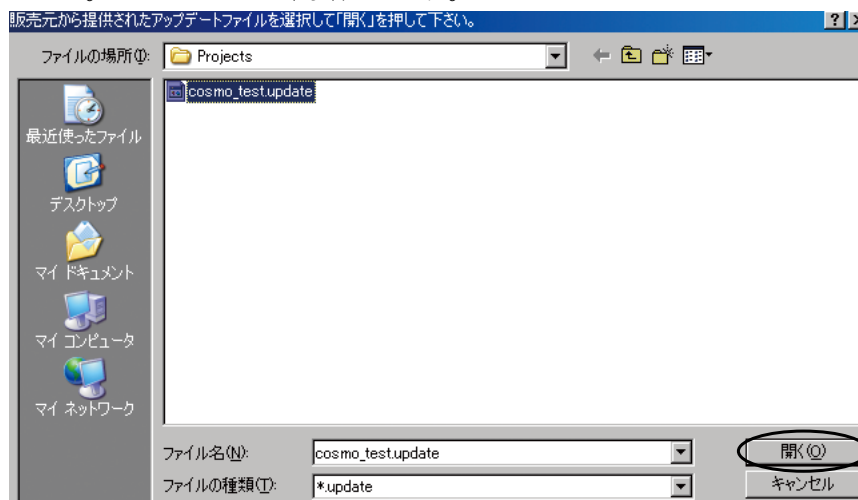 販売元から提供されたアップデートファイルを選択して「開く」を押して下さい。
ファイルの場所(I):
Projects
cosmo_test.update
最近使ったファイル
デスクトップ
マイ ドキュメント
マイ コンピュータ
マイ ネットワーク
ファイル名(N):
cosmo_test.update
開く(O)
ファイルの種類(T):
*.update
キャンセル